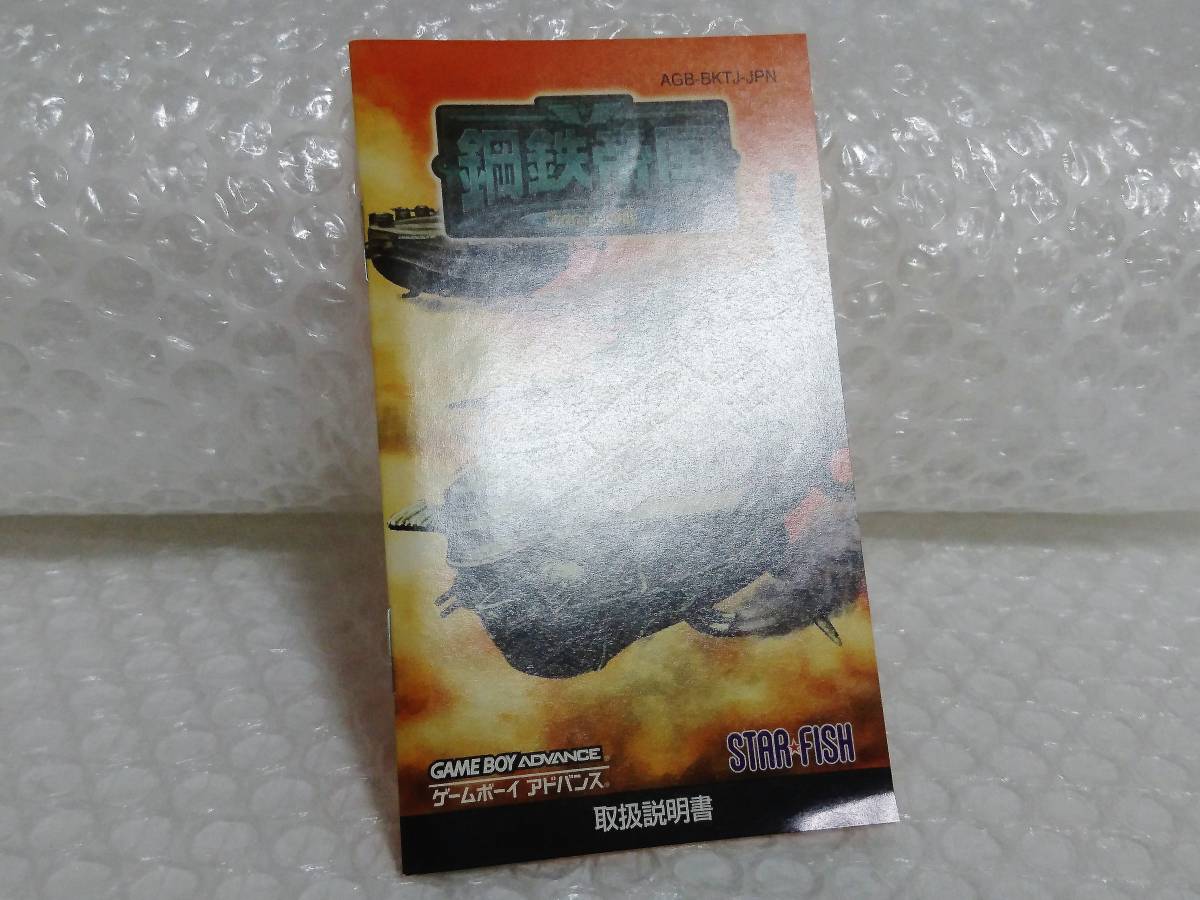 AGB-BKTJ-JPN
鋼鉄帝国
GAME BOY ADVANCE
ゲームボーイ アドバンス
STAR FISH
取扱説明書